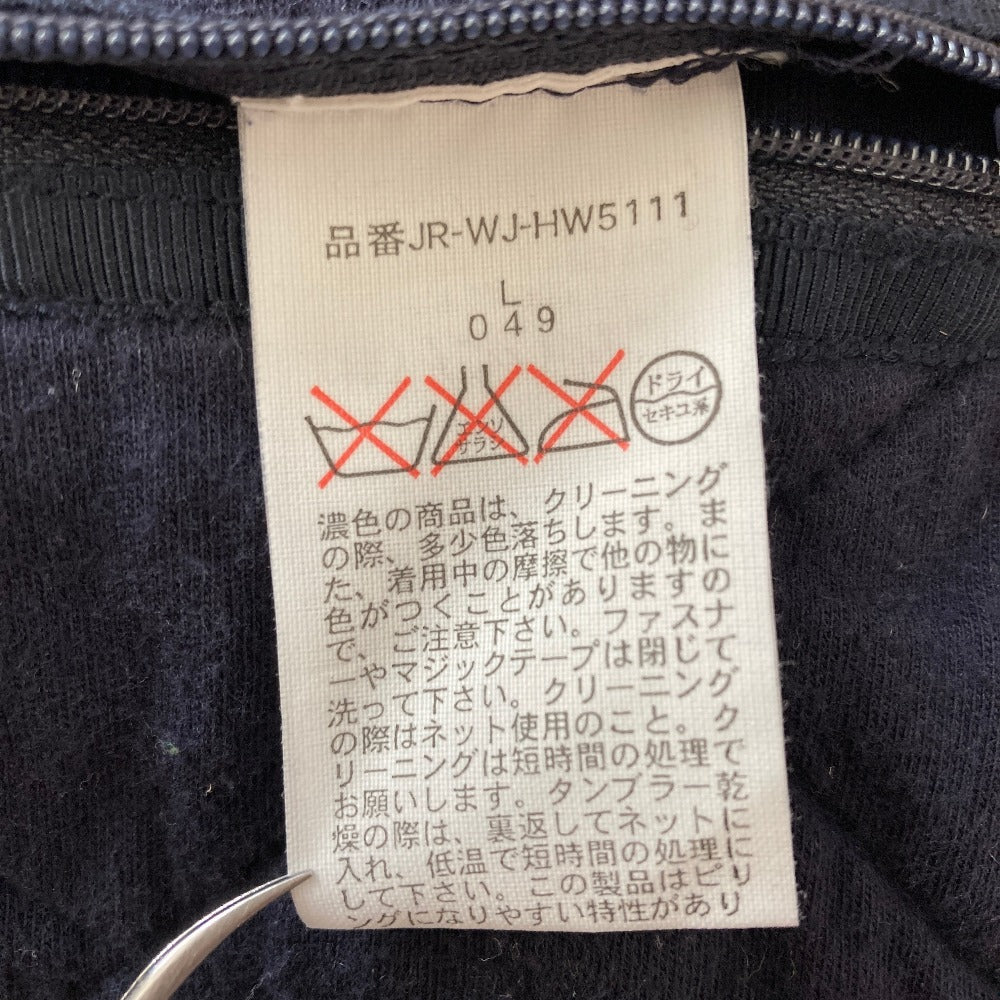 品番JR-WJ-HW5111
L
049
エンソ
サラシ
ドライ
セキユ系
濃色の商品は、クリーニング
の際、多少色落ちします。ま
た、着用中の摩擦で他の物に
色がつくことがありますの
で、ご注意下さい。ファスナ
ーやマジックテープは閉じて
洗って下さい。クリーニング
の際はネット使用のこと。ク
リーニングは短時間の処理で
お願いします。タンブラー乾
燥の際は、裏返してネットに
入れ、低温で短時間の処理に
して下さい。この製品はピリ
ングになりやすい特性があり